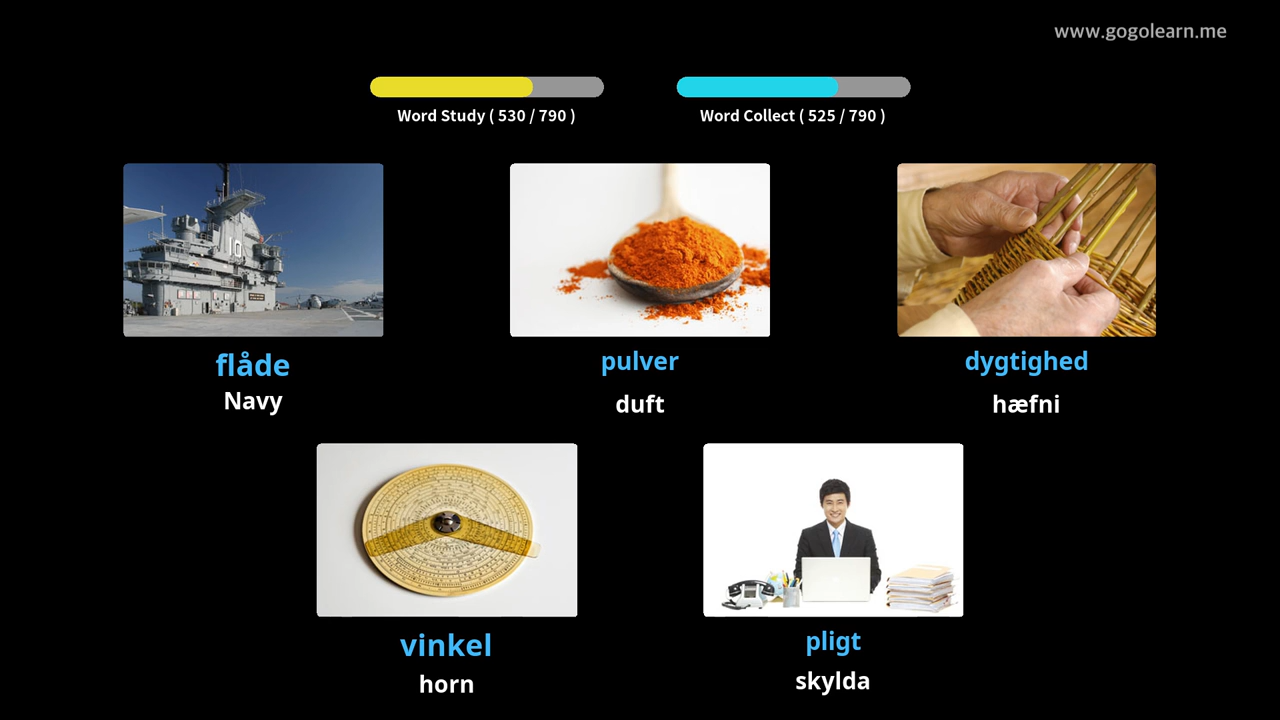 www.gogolearn.me
Word Study ( 530 / 790 )
Word Collect ( 525 / 790 )
flåde
Navy
pulver
duft
dygtighed
hæfni
vinkel
horn
pligt
skylda